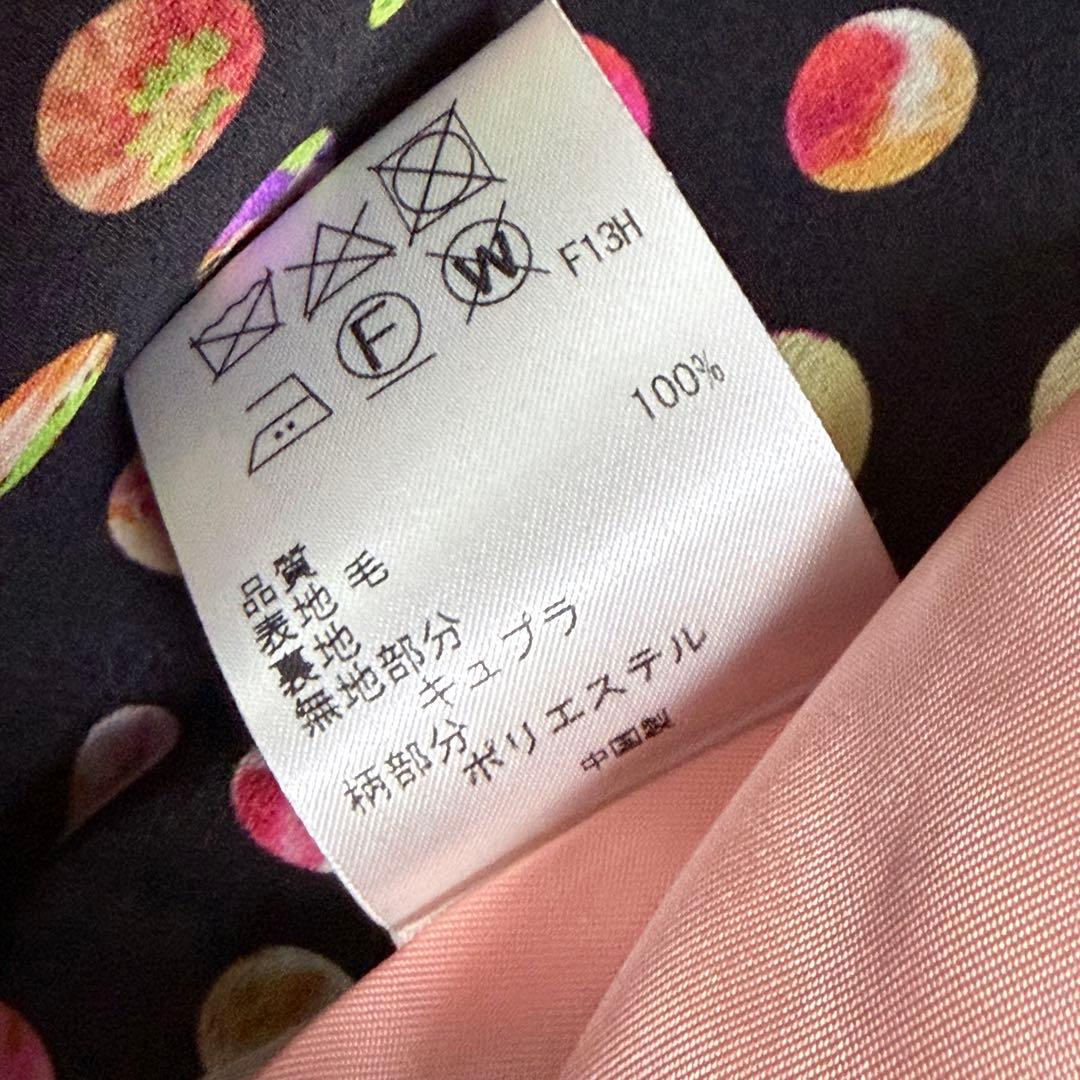 W
F13H
F
100%
品質
表地 毛
裏地
無地部分
キュプラ
柄部分
ポリエステル
中国製